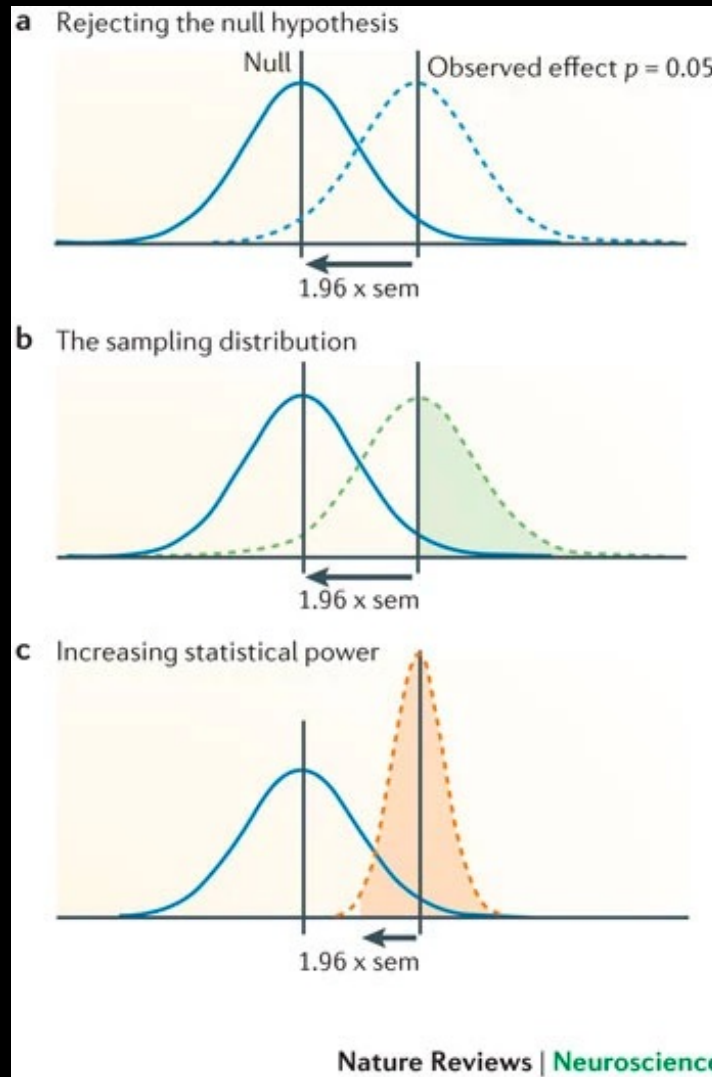 a Rejecting the null hypothesis
Null
Observed effect p = 0.05
1.96 x sem
b The sampling distribution
1.96 x sem
c Increasing statistical power
1.96 x sem
Nature Reviews | Neuroscience